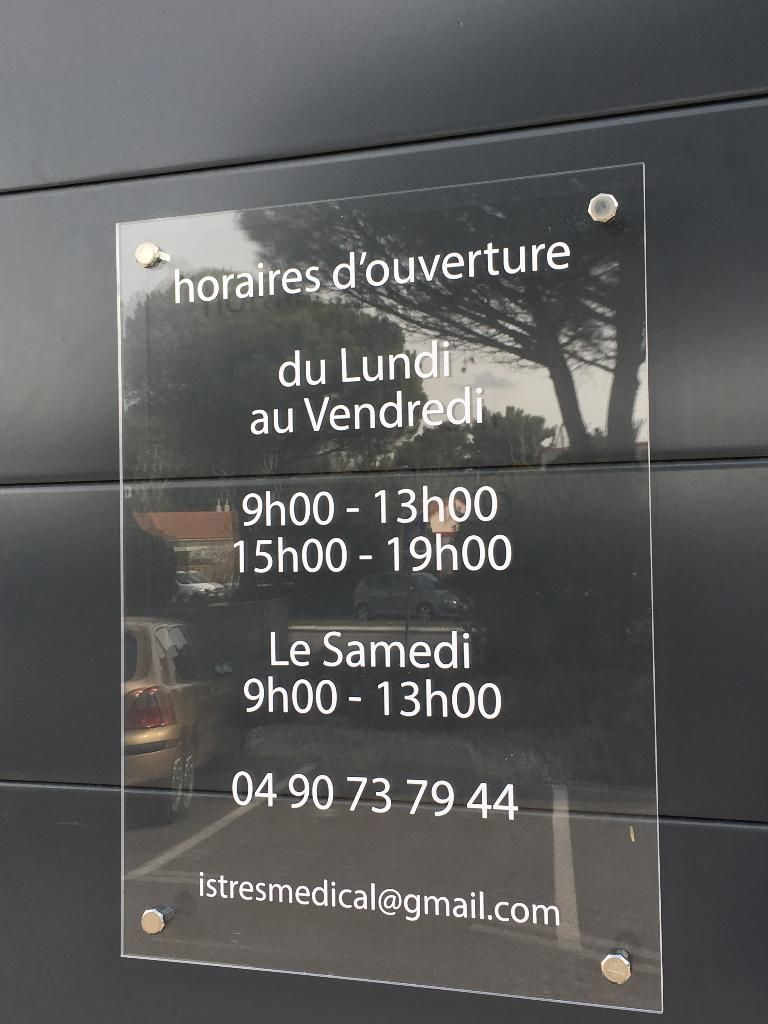 horaires d'ouverture
du Lundi
au Vendredi
9h00 - 13h00
15h00 - 19h00
Le Samedi
9h00 - 13h00
04 90 73 79 44
istresmedical@gmail.com